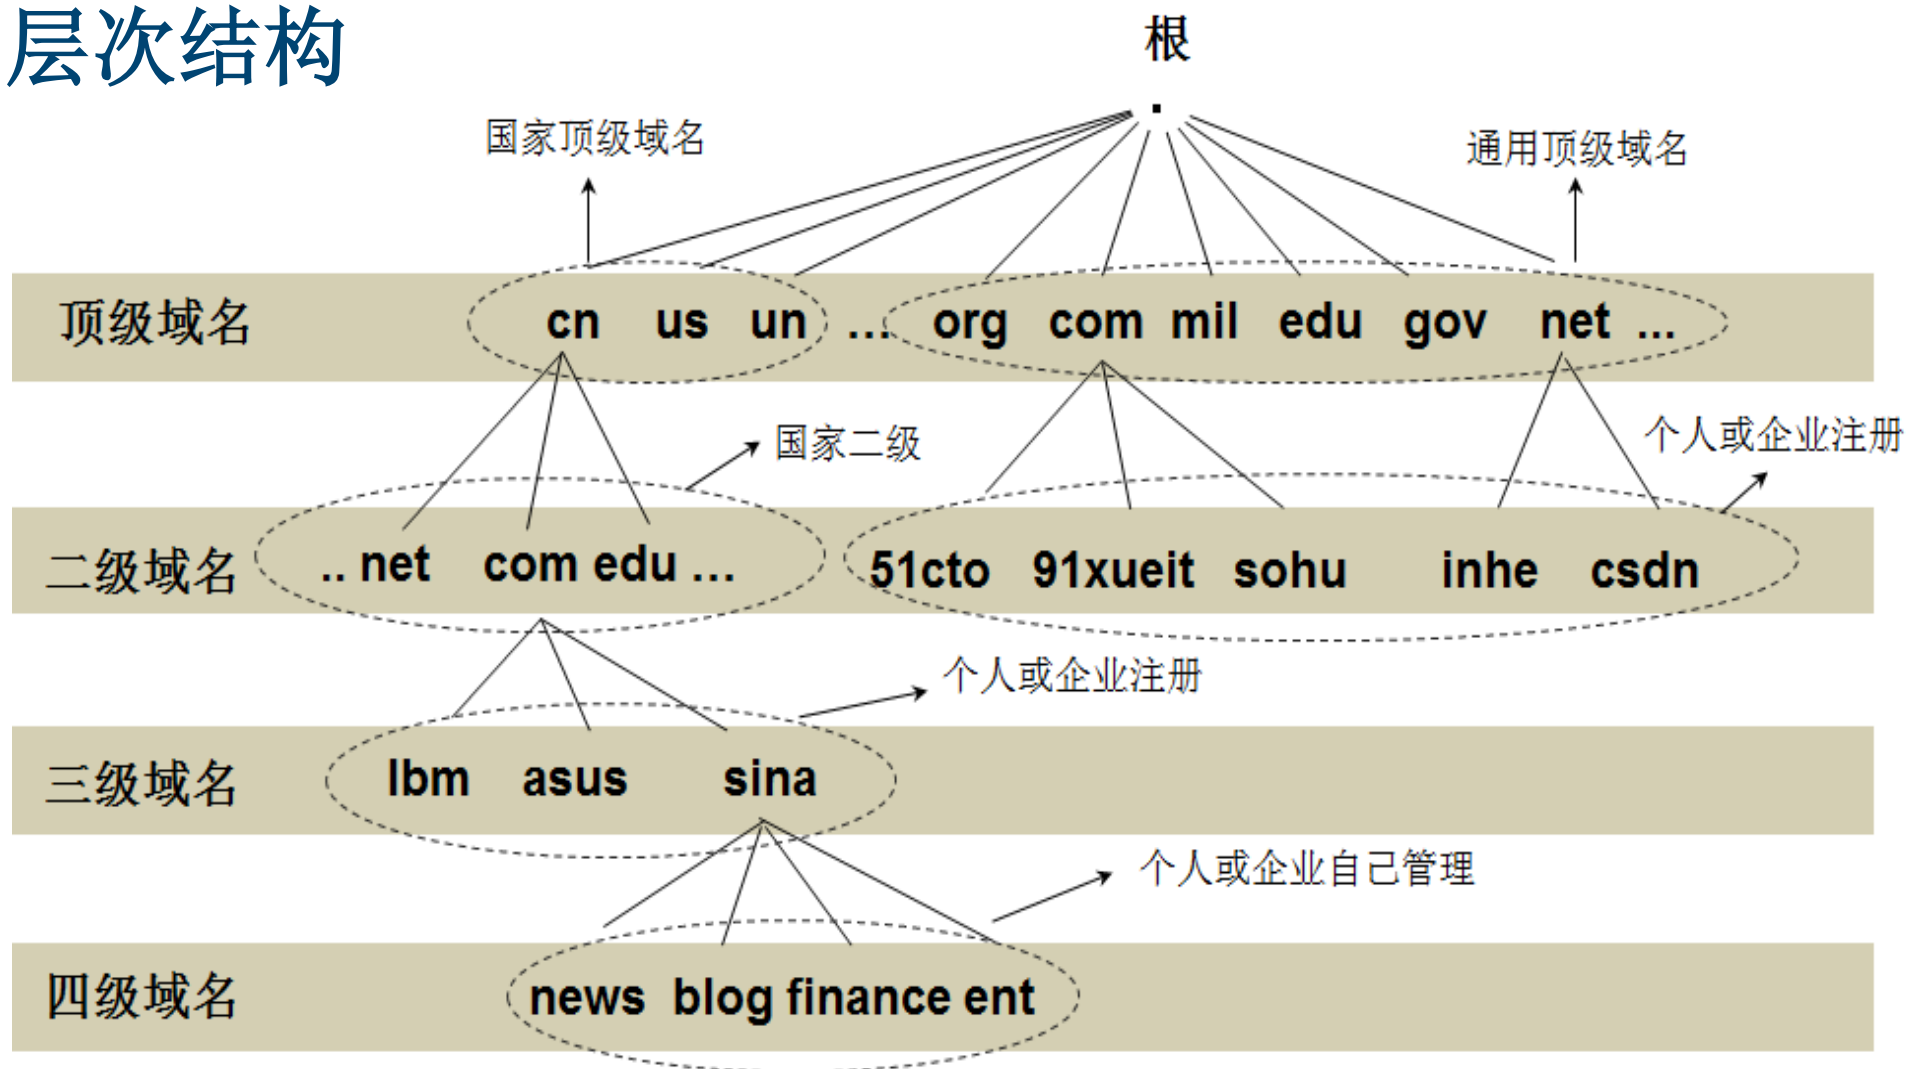 层次结构
根
.
国家顶级域名
通用顶级域名
顶级域名 cn us un ... org com mil edu gov net ...
国家二级
个人或企业注册
二级域名 .. net com edu ... 51cto 91xueit sohu inhe csdn
个人或企业注册
三级域名 Ibm asus sina
个人或企业自己管理
四级域名 news blog finance ent